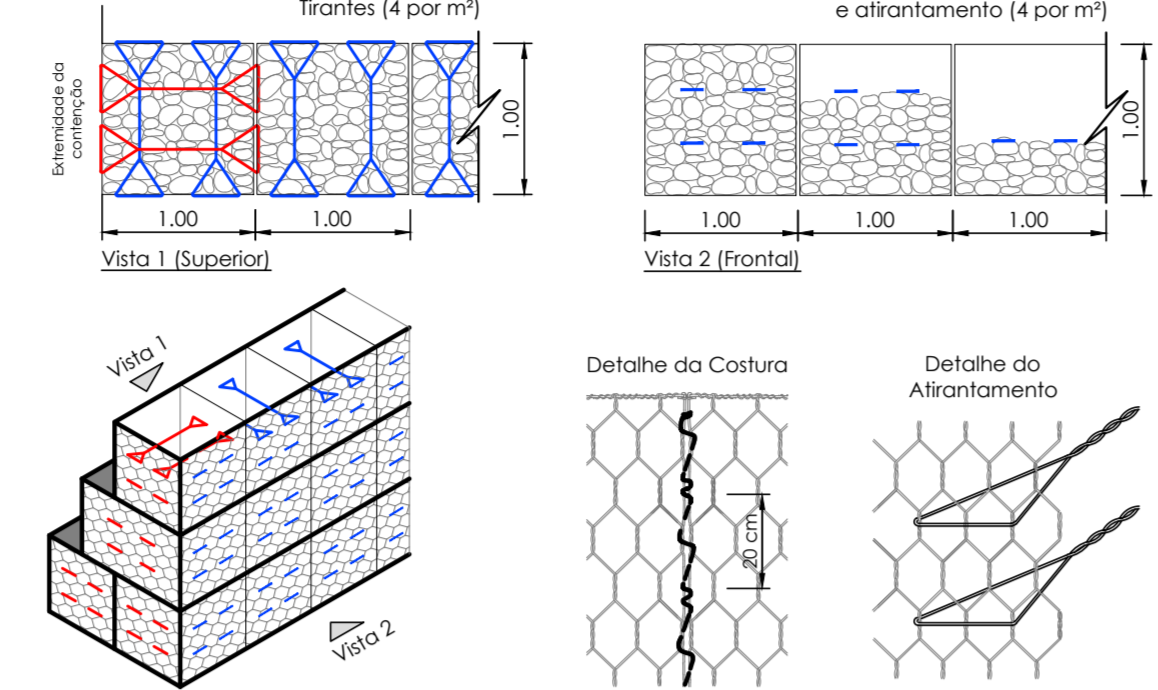 Tirantes (4 por m²)
e atirantamento (4 por m²)
Extremidade da
contenção
1.00
1.00
1.00
1.00
1.00
1.00
1.00
Vista 1 (Superior)
Vista 2 (Frontal)
Vista 1
Vista 2
Detalhe da Costura
20 cm
Detalhe do
Atirantamento